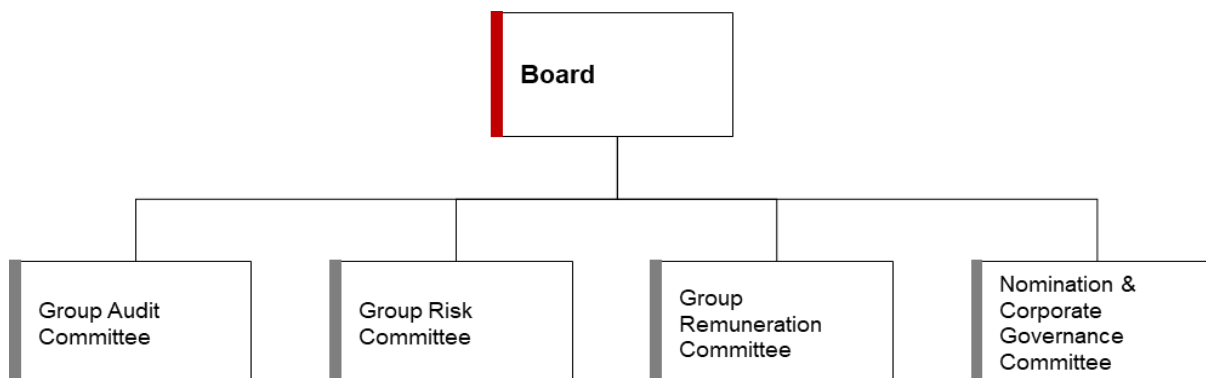 Board
Group Audit
Committee
Group Risk
Committee
Group
Remuneration
Committee
Nomination &
Corporate
Governance
Committee